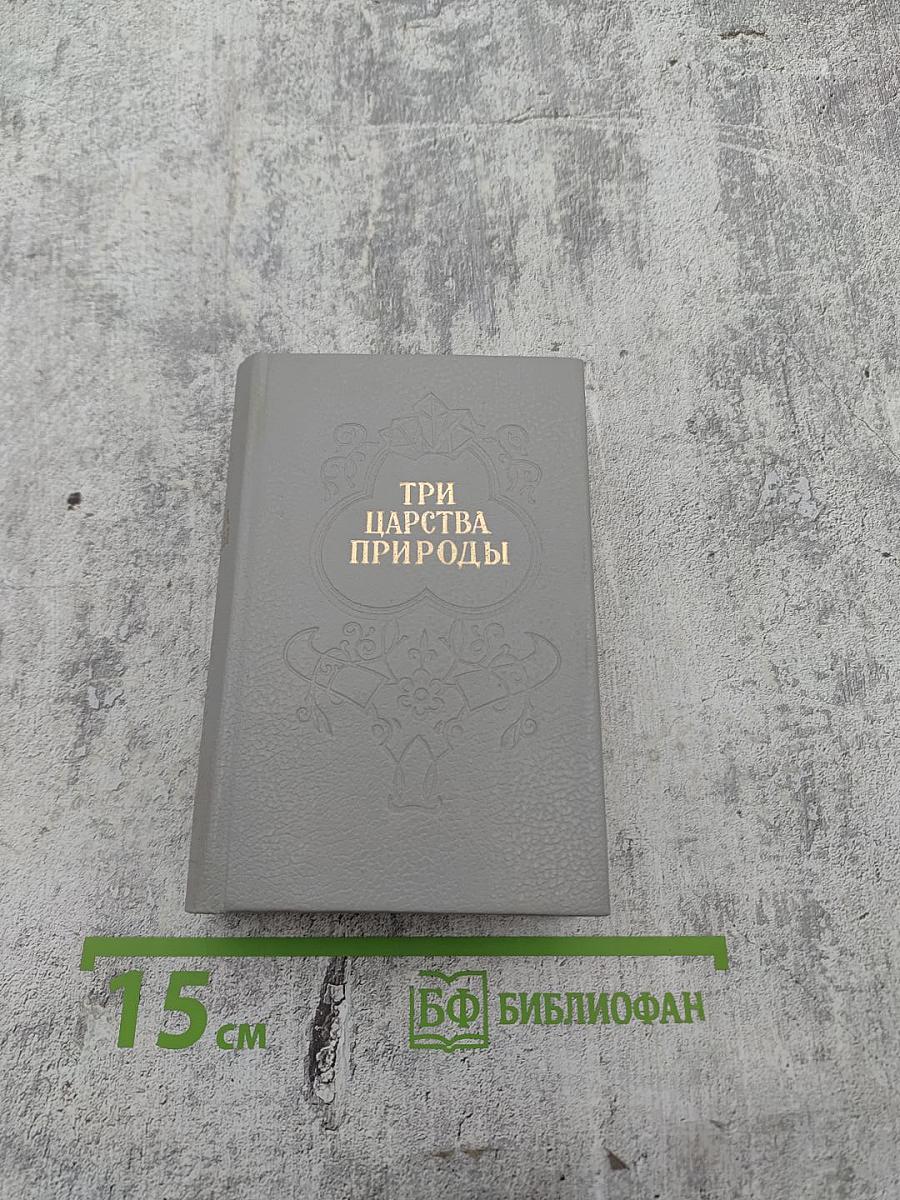 ТРИ
ЦАРСТВА
ПРИРОДЫ
15 см
БФ БИБЛИОФАН